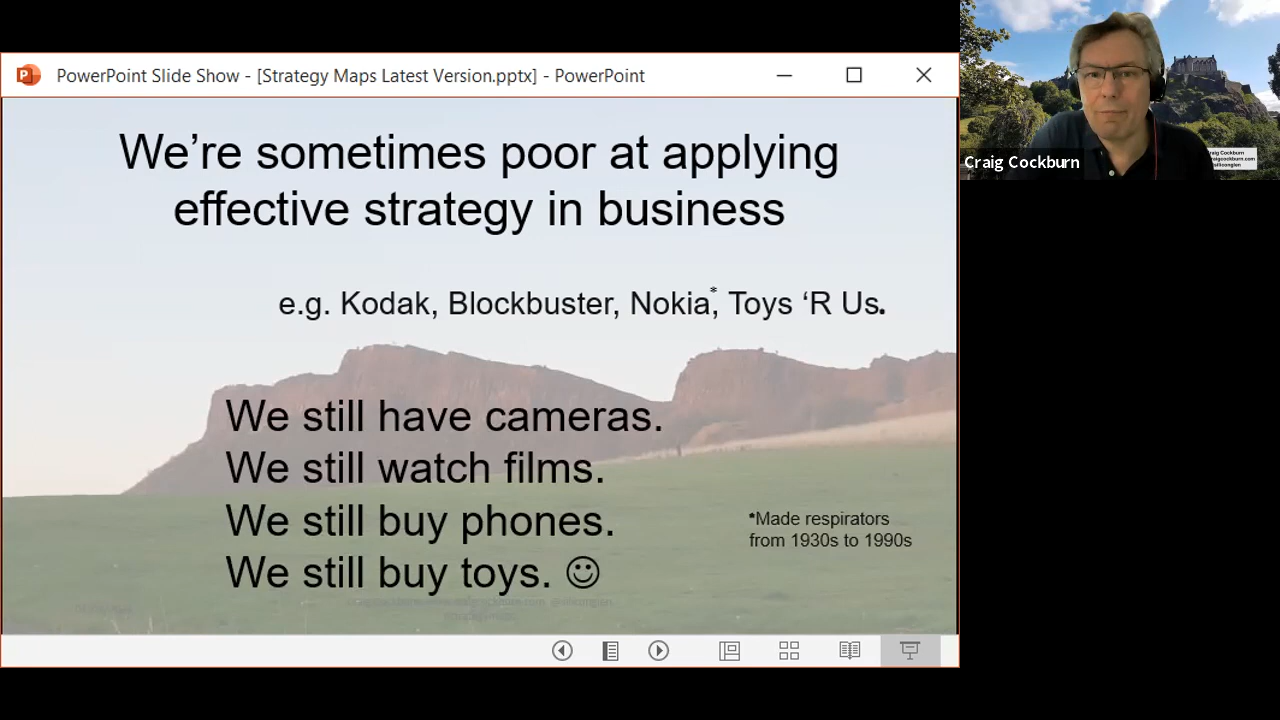 PowerPoint Slide Show - [Strategy Maps Latest Version.pptx] - PowerPoint
We’re sometimes poor at applying
effective strategy in business
e.g. Kodak, Blockbuster, Nokia*, Toys ‘R Us.
We still have cameras.
We still watch films.
We still buy phones.
We still buy toys. ☺
*Made respirators
from 1930s to 1990s
Craig Cockburn